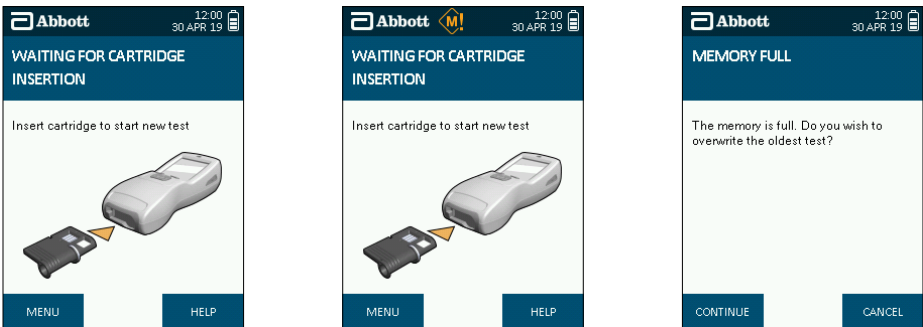 Abbott
12:00
30 APR 19
WAITING FOR CARTRIDGE
INSERTION
Insert cartridge to start new test
MENU
HELP
Abbott
M!
12:00
30 APR 19
WAITING FOR CARTRIDGE
INSERTION
Insert cartridge to start new test
MENU
HELP
Abbott
12:00
30 APR 19
MEMORY FULL
The memory is full. Do you wish to
overwrite the oldest test?
CONTINUE
CANCEL